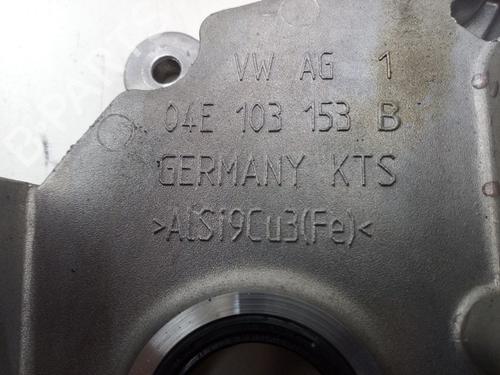 VW AG 1
04E 103 153 B
GERMANY KTS
>AlSi9Cu3(Fe)<